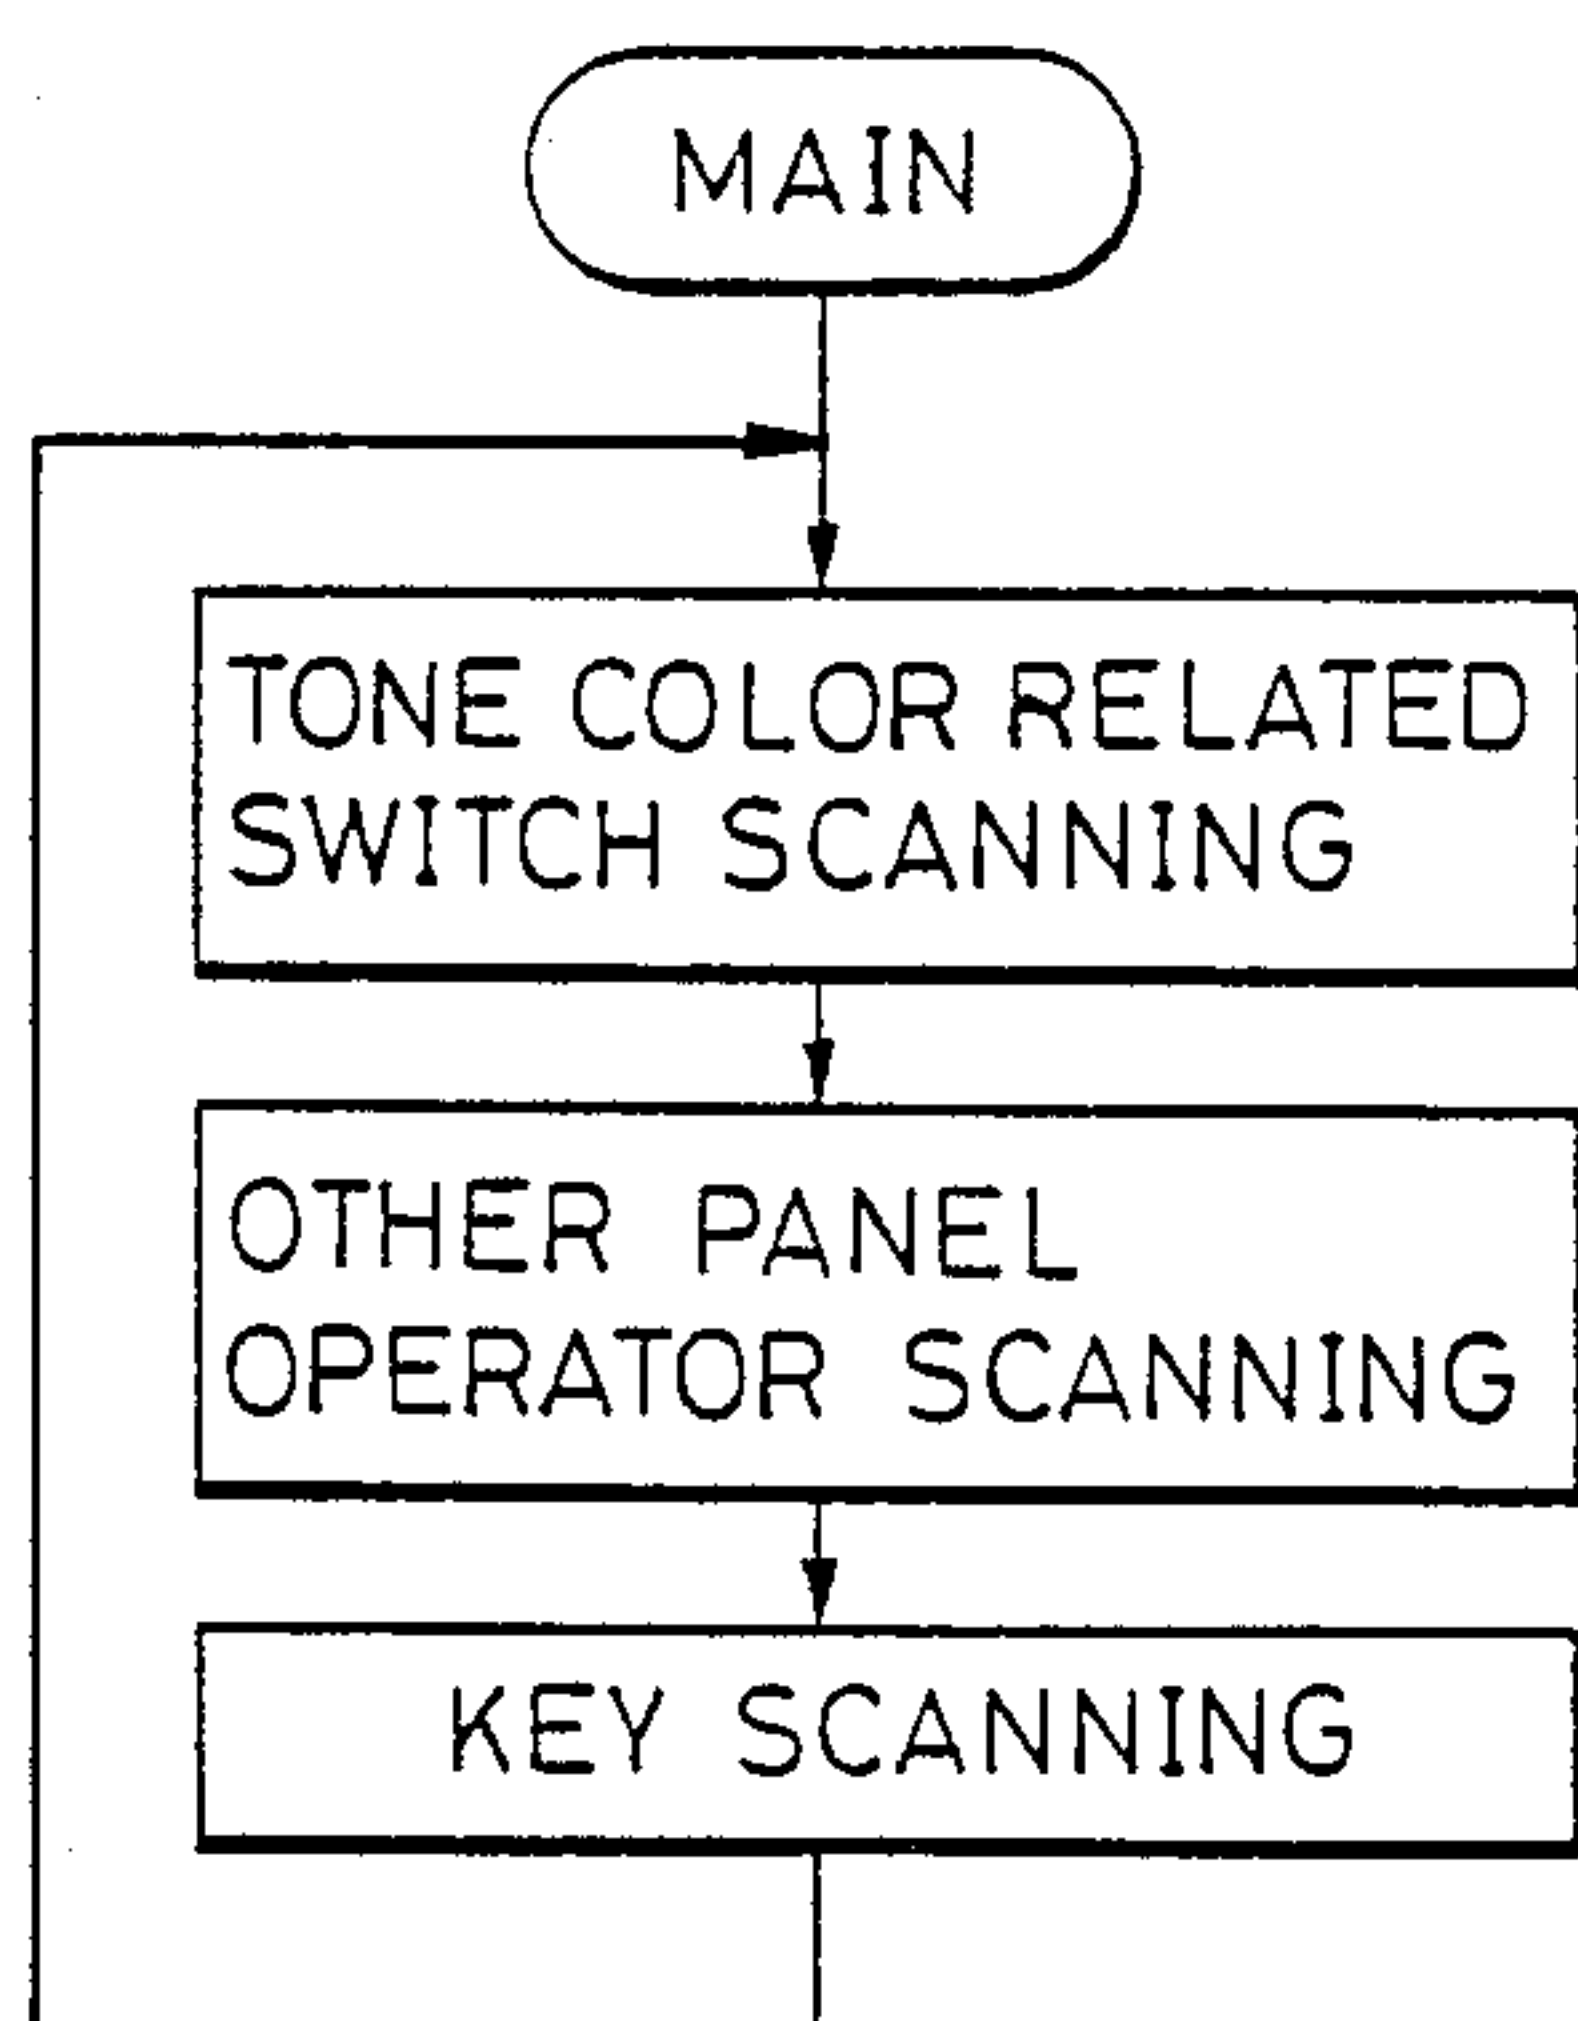 MAIN
TONE COLOR RELATED
SWITCH SCANNING
OTHER PANEL
OPERATOR SCANNING
KEY SCANNING